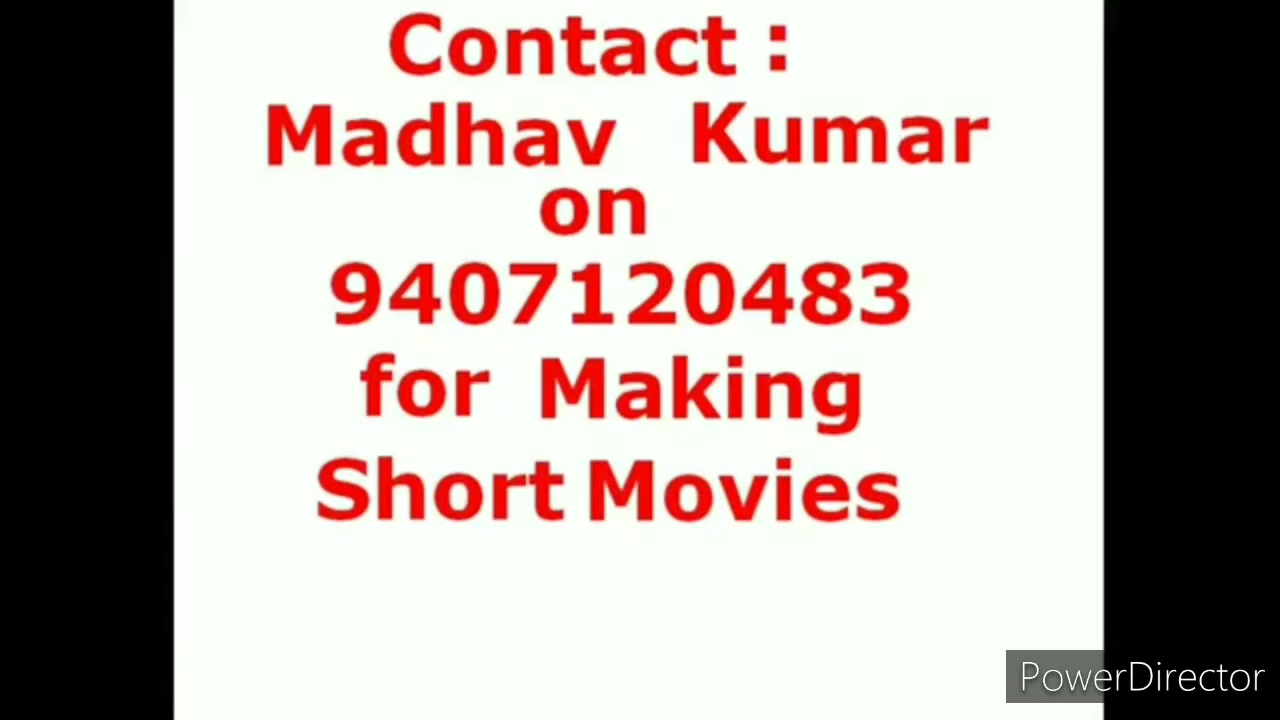 Contact :
Madhav Kumar
on
9407120483
for Making
Short Movies
PowerDirector